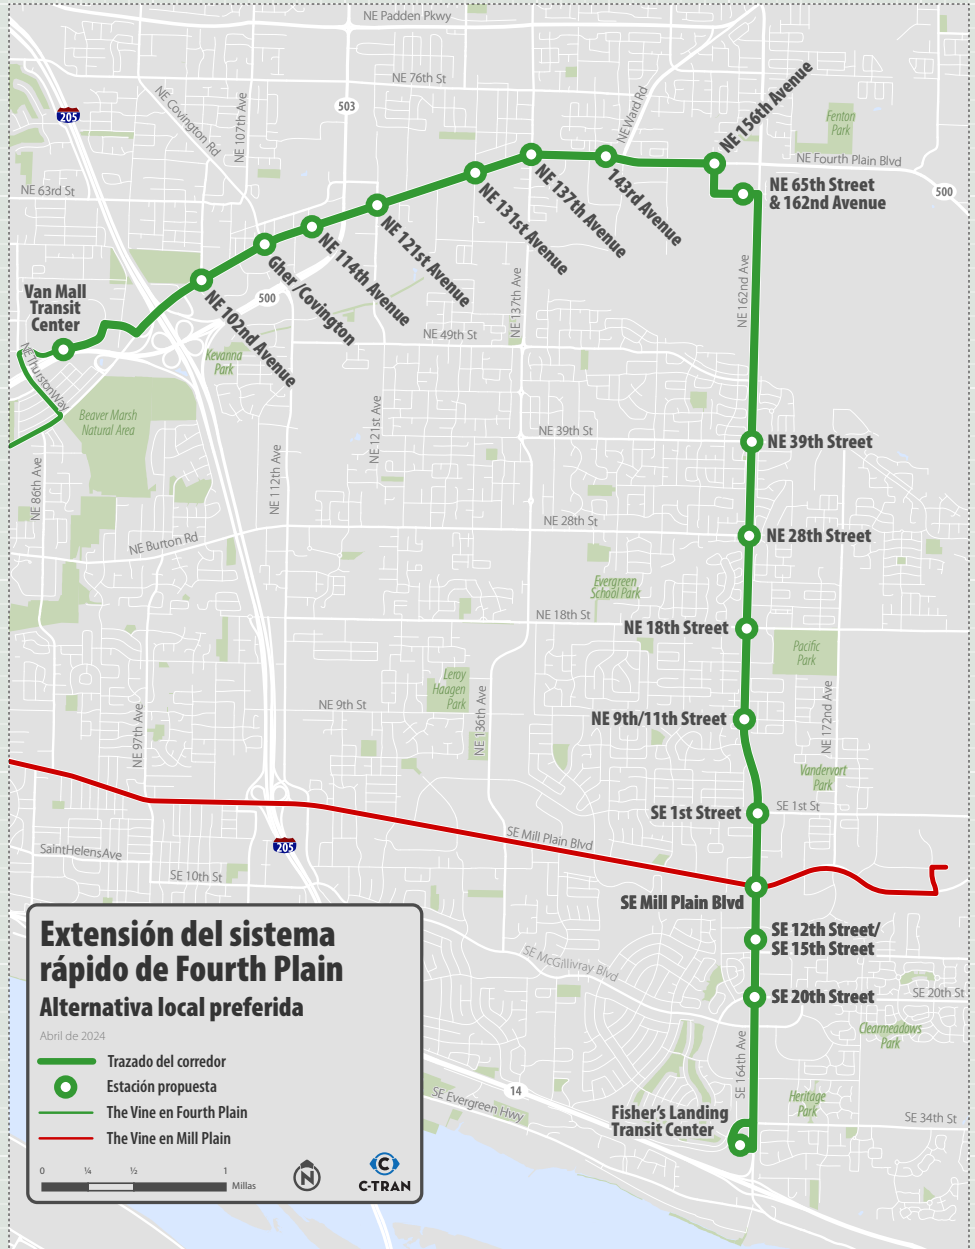 NE Padden Pkwy
NE 76th St
503
205
NE Covington Rd
NE 107th Ave
NE Ward Rd
NE 156th Avenue
Fenton
Park
NE Fourth Plain Blvd
500
NE 63rd St
NE 65th Street
& 162nd Avenue
143rd Avenue
NE 137th Avenue
NE 131st Avenue
NE 121st Avenue
NE 114th Avenue
Gher/Covington
NE 102nd Avenue
Van Mall
Transit
Center
500
NE 137th Ave
NE 162nd Ave
NE 49th St
Kevanna
Park
NE ThurstonWay
Beaver Marsh
Natural Area
NE 121st Ave
NE 39th St
NE 39th Street
NE 86th Ave
NE 112th Ave
NE 28th St
NE 28th Street
NE Burton Rd
Evergreen
School Park
NE 18th St
NE 18th Street
Pacific
Park
Leroy
Haagen
Park
NE 9th St
NE 136th Ave
NE 97th Ave
NE 9th/11th Street
NE 172nd Ave
Vandervort
Park
SE 1st Street
SE 1st St
SE Mill Plain Blvd
205
SaintHelensAve
SE 10th St
SE Mill Plain Blvd
SE 12th Street/
SE 15th Street
SE McGillivray Blvd
SE 20th Street
SE 20th St
Clearmeadows
Park
SE 164th Ave
14
SE Evergreen Hwy
Heritage
Park
SE 34th St
Fisher's Landing
Transit Center
Extensión del sistema
rápido de Fourth Plain
Alternativa local preferida
Abril de 2024
Trazado del corredor
Estación propuesta
The Vine en Fourth Plain
The Vine en Mill Plain
0 ¼ ½ 1
Millas
N
C
C-TRAN